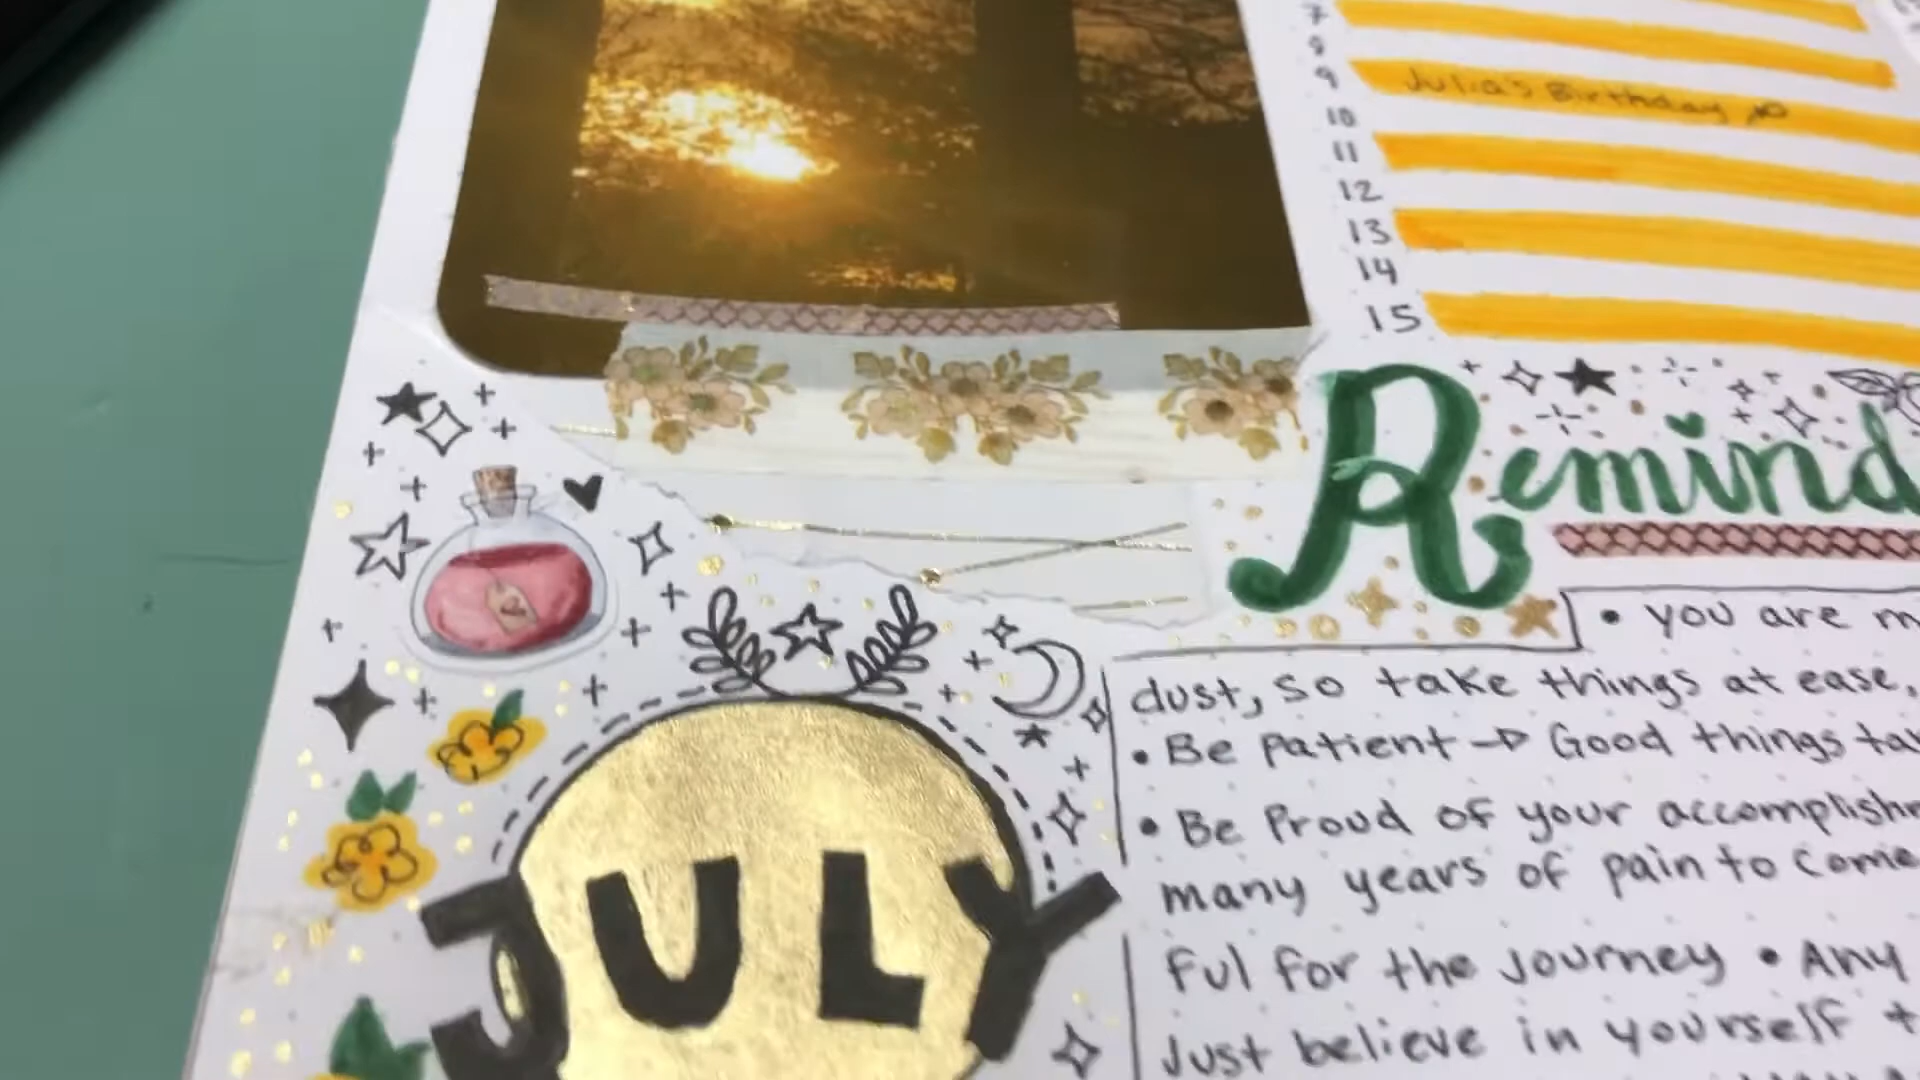 7
8
9 Julia's Birthday
10
11
12
13
14
15
Remind
• you are m
dust, so take things at ease,
• Be patient → Good things ta
• Be Proud of your accomplish
many years of pain to come
ful for the journey • Any
Just believe in yourself +
JULY